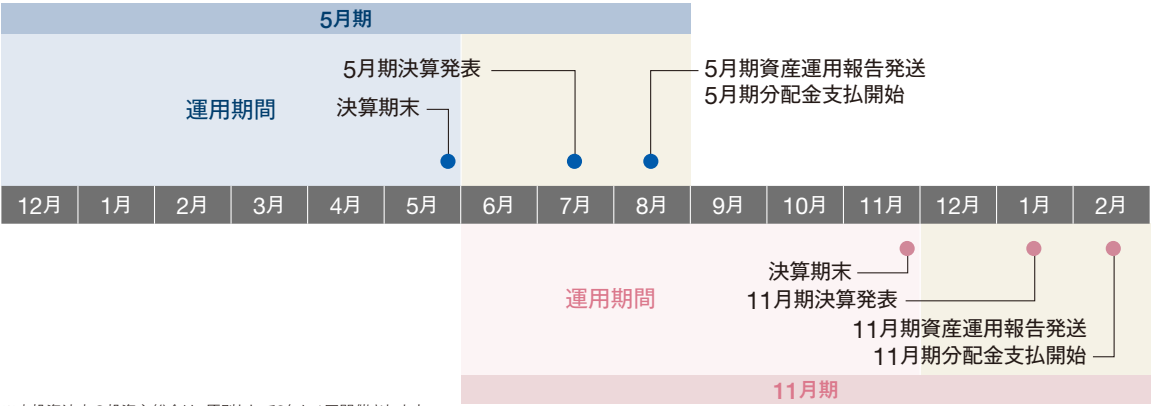 5月期
5月期決算発表
5月期資産運用報告発送
5月期分配金支払開始
運用期間
決算期末
12月 1月 2月 3月 4月 5月 6月 7月 8月 9月 10月 11月 12月 1月 2月
決算期末
運用期間
11月期決算発表
11月期資産運用報告発送
11月期分配金支払開始
11月期